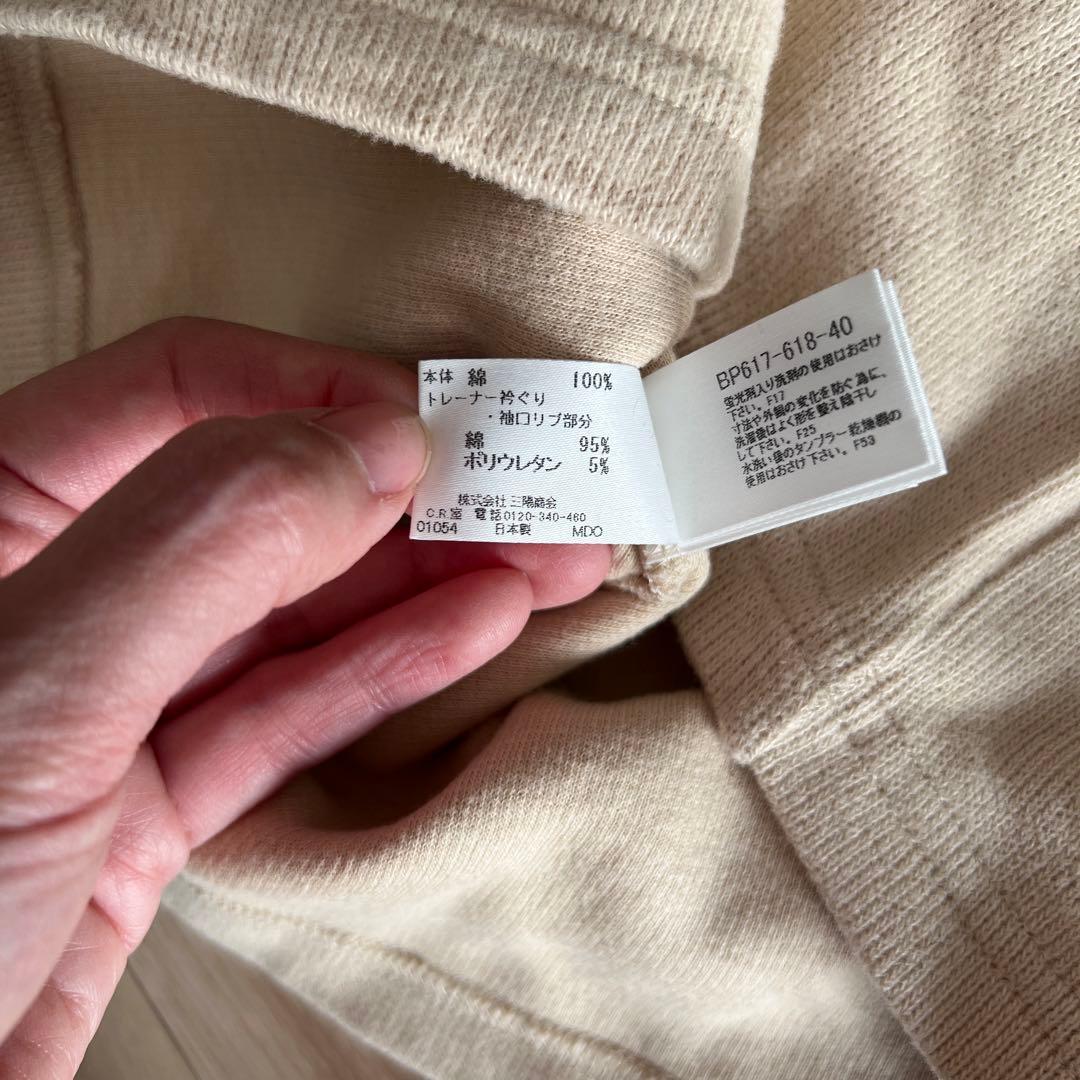 本体 綿 100%
トレーナー衿ぐり
・袖口リブ部分
綿 95%
ポリウレタン 5%
株式会社 三陽商会
C.R.室 電話0120-340-460
01054 日本製 MDO
BP617-618-40
蛍光剤入り洗剤の使用はおさけ
下さい。F17
寸法や外観の変化を防ぐ為に、
洗濯後はよく形を整え陰干し
して下さい。F25
水洗い後のタンブラー乾燥機の
使用はおさけ下さい。F53